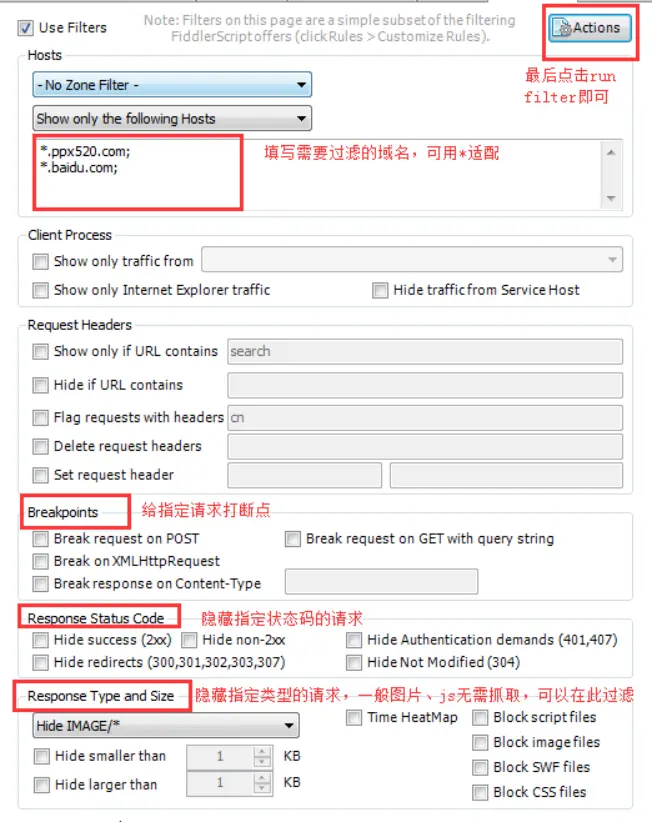 Use Filters
Note: Filters on this page are a simple subset of the filtering
FiddlerScript offers (click Rules > Customize Rules).
Actions
最后点击run
filter即可
Hosts
- No Zone Filter -
Show only the following Hosts
*.ppx520.com;
*.baidu.com;
填写需要过滤的域名，可用*适配
Client Process
Show only traffic from
Show only Internet Explorer traffic
Hide traffic from Service Host
Request Headers
Show only if URL contains
search
Hide if URL contains
Flag requests with headers
cn
Delete request headers
Set request header
Breakpoints
给指定请求打断点
Break request on POST
Break request on GET with query string
Break on XMLHttpRequest
Break response on Content-Type
Response Status Code
隐藏指定状态码的请求
Hide success (2xx)
Hide non-2xx
Hide Authentication demands (401,407)
Hide redirects (300,301,302,303,307)
Hide Not Modified (304)
Response Type and Size
隐藏指定类型的请求，一般图片、js无需抓取，可以在此过滤
Hide IMAGE/*
Time HeatMap
Block script files
Hide smaller than
1
KB
Block image files
Block SWF files
Hide larger than
1
KB
Block CSS files